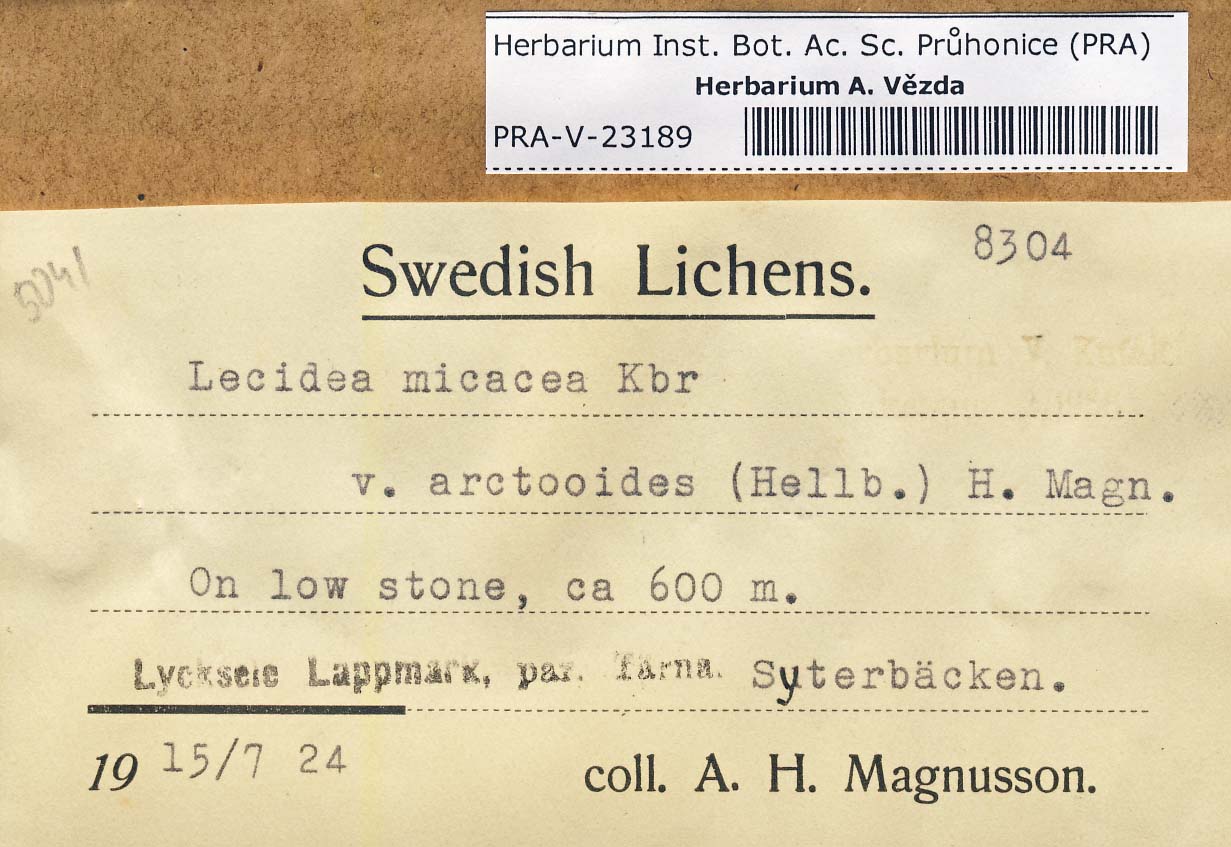 Herbarium Inst. Bot. Ac. Sc. Průhonice (PRA)
Herbarium A. Vězda
PRA-V-23189
5041
8304
Swedish Lichens.
Lecidea micacea Kbr
v. arctooides (Hellb.) H. Magn.
On low stone, ca 600 m.
Lycksele Lappmark, par. Tärna. Syterbäcken.
19 15/7 24 coll. A. H. Magnusson.